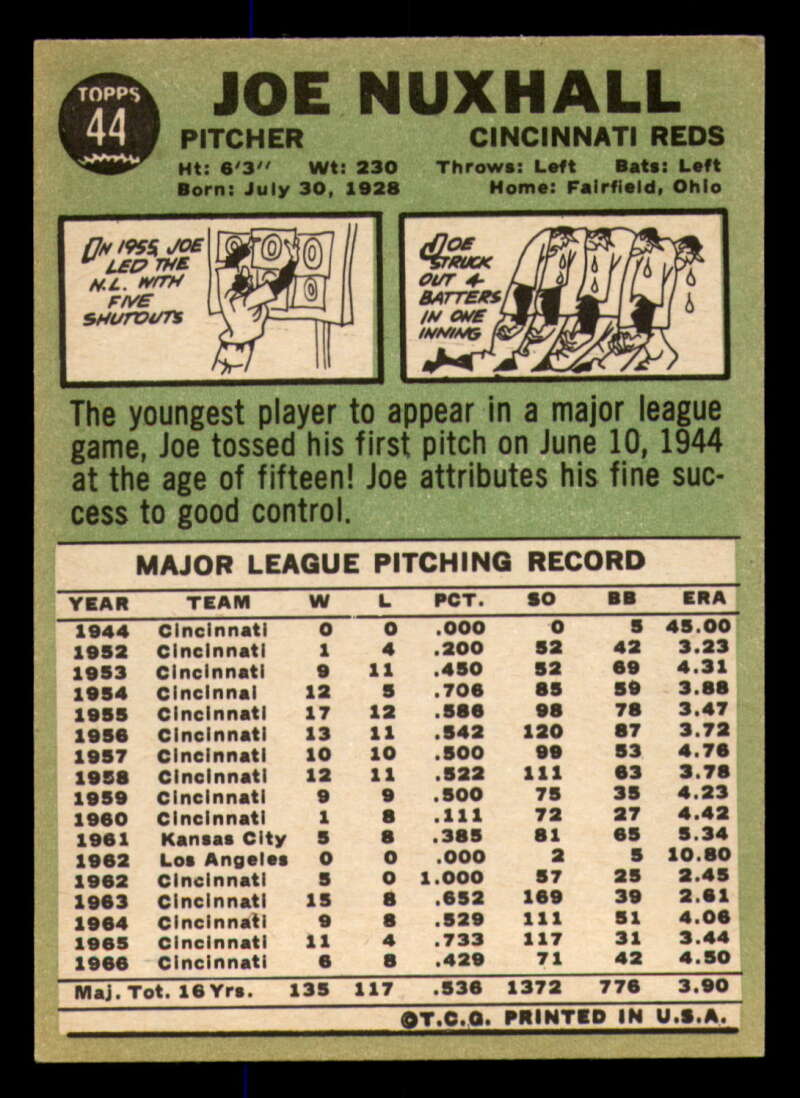 TOPPS
44
JOE NUXHALL
PITCHER CINCINNATI REDS
Ht: 6'3" Wt: 230 Throws: Left Bats: Left
Born: July 30, 1928 Home: Fairfield, Ohio
IN 1955, JOE
LED THE
N.L. WITH
FIVE
SHUTOUTS
0 0 0
0
JOE
STRUCK
OUT 4
BATTERS
IN ONE
INNING
The youngest player to appear in a major league
game, Joe tossed his first pitch on June 10, 1944
at the age of fifteen! Joe attributes his fine suc-
cess to good control.
MAJOR LEAGUE PITCHING RECORD
YEAR TEAM W L PCT. SO BB ERA
1944 Cincinnati 0 0 .000 0 5 45.00
1952 Cincinnati 1 4 .200 52 42 3.23
1953 Cincinnati 9 11 .450 52 69 4.31
1954 Cincinnal 12 5 .706 85 59 3.88
1955 Cincinnati 17 12 .586 98 78 3.47
1956 Cincinnati 13 11 .542 120 87 3.72
1957 Cincinnati 10 10 .500 99 53 4.76
1958 Cincinnati 12 11 .522 111 63 3.78
1959 Cincinnati 9 9 .500 75 35 4.23
1960 Cincinnati 1 8 .111 72 27 4.42
1961 Kansas City 5 8 .385 81 65 5.34
1962 Los Angeles 0 0 .000 2 5 10.80
1962 Cincinnati 5 0 1.000 57 25 2.45
1963 Cincinnati 15 8 .652 169 39 2.61
1964 Cincinnati 9 8 .529 111 51 4.06
1965 Cincinnati 11 4 .733 117 31 3.44
1966 Cincinnati 6 8 .429 71 42 4.50
Maj. Tot. 16 Yrs. 135 117 .536 1372 776 3.90
©T.C.G. PRINTED IN U.S.A.